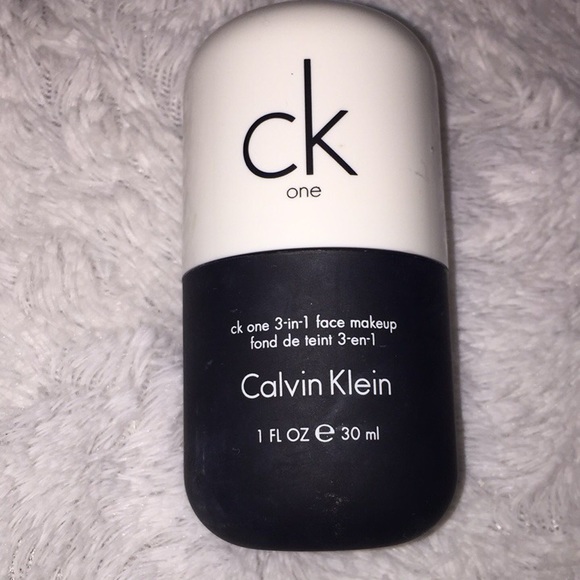 ck
one
ck one 3-in-1 face makeup
fond de teint 3-en-1
Calvin Klein
1 FL OZ ℮ 30 ml